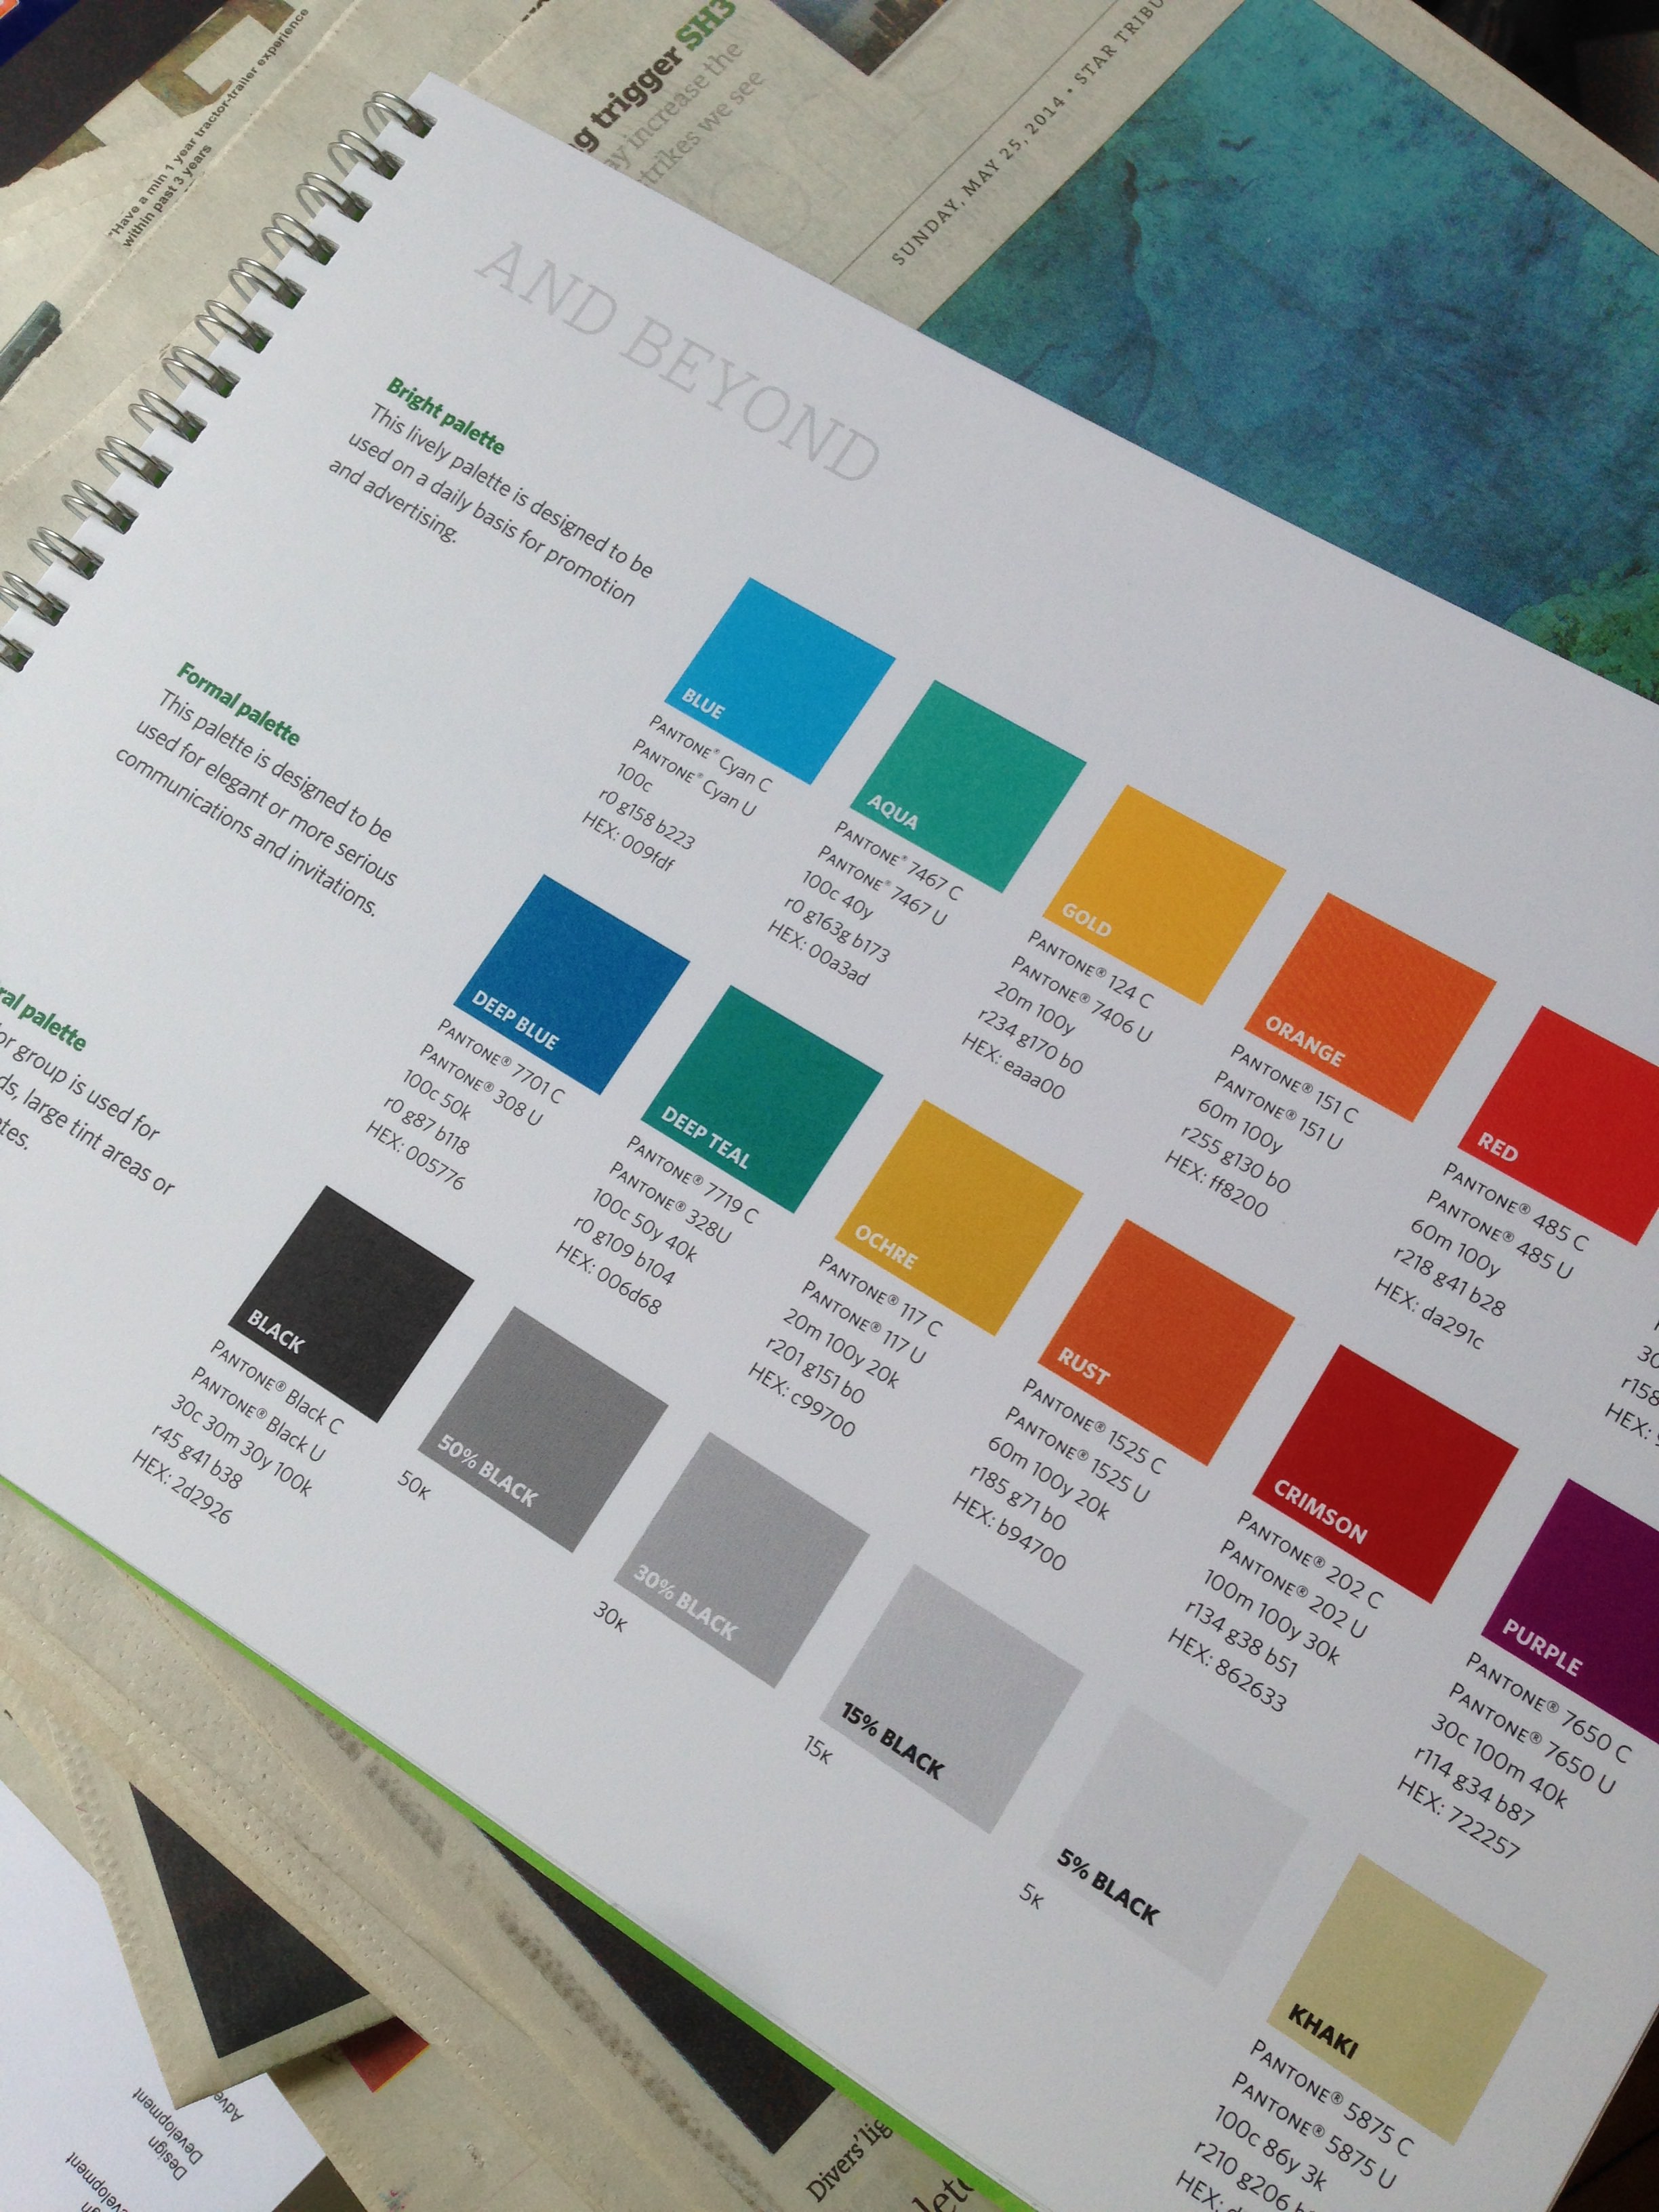 "Have a min 1 year tractor-trailer experience
within past 3 years
g trigger SH3
ay increase the
trikes we see
SUNDAY, MAY 25, 2014 • STAR TRIBU
AND BEYOND
Bright palette
This lively palette is designed to be
used on a daily basis for promotion
and advertising.
BLUE
PANTONE® Cyan C
PANTONE® Cyan U
100c
r0 g158 b223
HEX: 009fdf
AQUA
PANTONE® 7467 C
PANTONE® 7467 U
100c 40y
r0 g163g b173
HEX: 00a3ad
GOLD
PANTONE® 124 C
PANTONE® 7406 U
20m 100y
r234 g170 b0
HEX: eaaa00
ORANGE
PANTONE® 151 C
PANTONE® 151 U
60m 100y
r255 g130 b0
HEX: ff8200
RED
PANTONE® 485 C
PANTONE® 485 U
60m 100y
r218 g41 b28
HEX: da291c
30
r158
HEX:
Formal palette
This palette is designed to be
used for elegant or more serious
communications and invitations.
DEEP BLUE
PANTONE® 7701 C
PANTONE® 308 U
100c 50k
r0 g87 b118
HEX: 005776
DEEP TEAL
PANTONE® 7719 C
PANTONE® 328U
100c 50y 40k
r0 g109 b104
HEX: 006d68
OCHRE
PANTONE® 117 C
PANTONE® 117 U
20m 100y 20k
r201 g151 b0
HEX: c99700
RUST
PANTONE® 1525 C
PANTONE® 1525 U
60m 100y 20k
r185 g71 b0
HEX: b94700
CRIMSON
PANTONE® 202 C
PANTONE® 202 U
100m 100y 30k
r134 g38 b51
HEX: 862633
PURPLE
PANTONE® 7650 C
PANTONE® 7650 U
30c 100m 40k
r114 g34 b87
HEX: 722257
ral palette
or group is used for
ds, large tint areas or
tes.
BLACK
PANTONE® Black C
PANTONE® Black U
30c 30m 30y 100k
r45 g41 b38
HEX: 2d2926
50% BLACK
50K
30% BLACK
30K
15% BLACK
15K
5% BLACK
5K
KHAKI
PANTONE® 5875 C
PANTONE® 5875 U
100c 86y 3k
r210 g206
HEX:
Adve
Development
Design
velopment
Divers' lig
lete